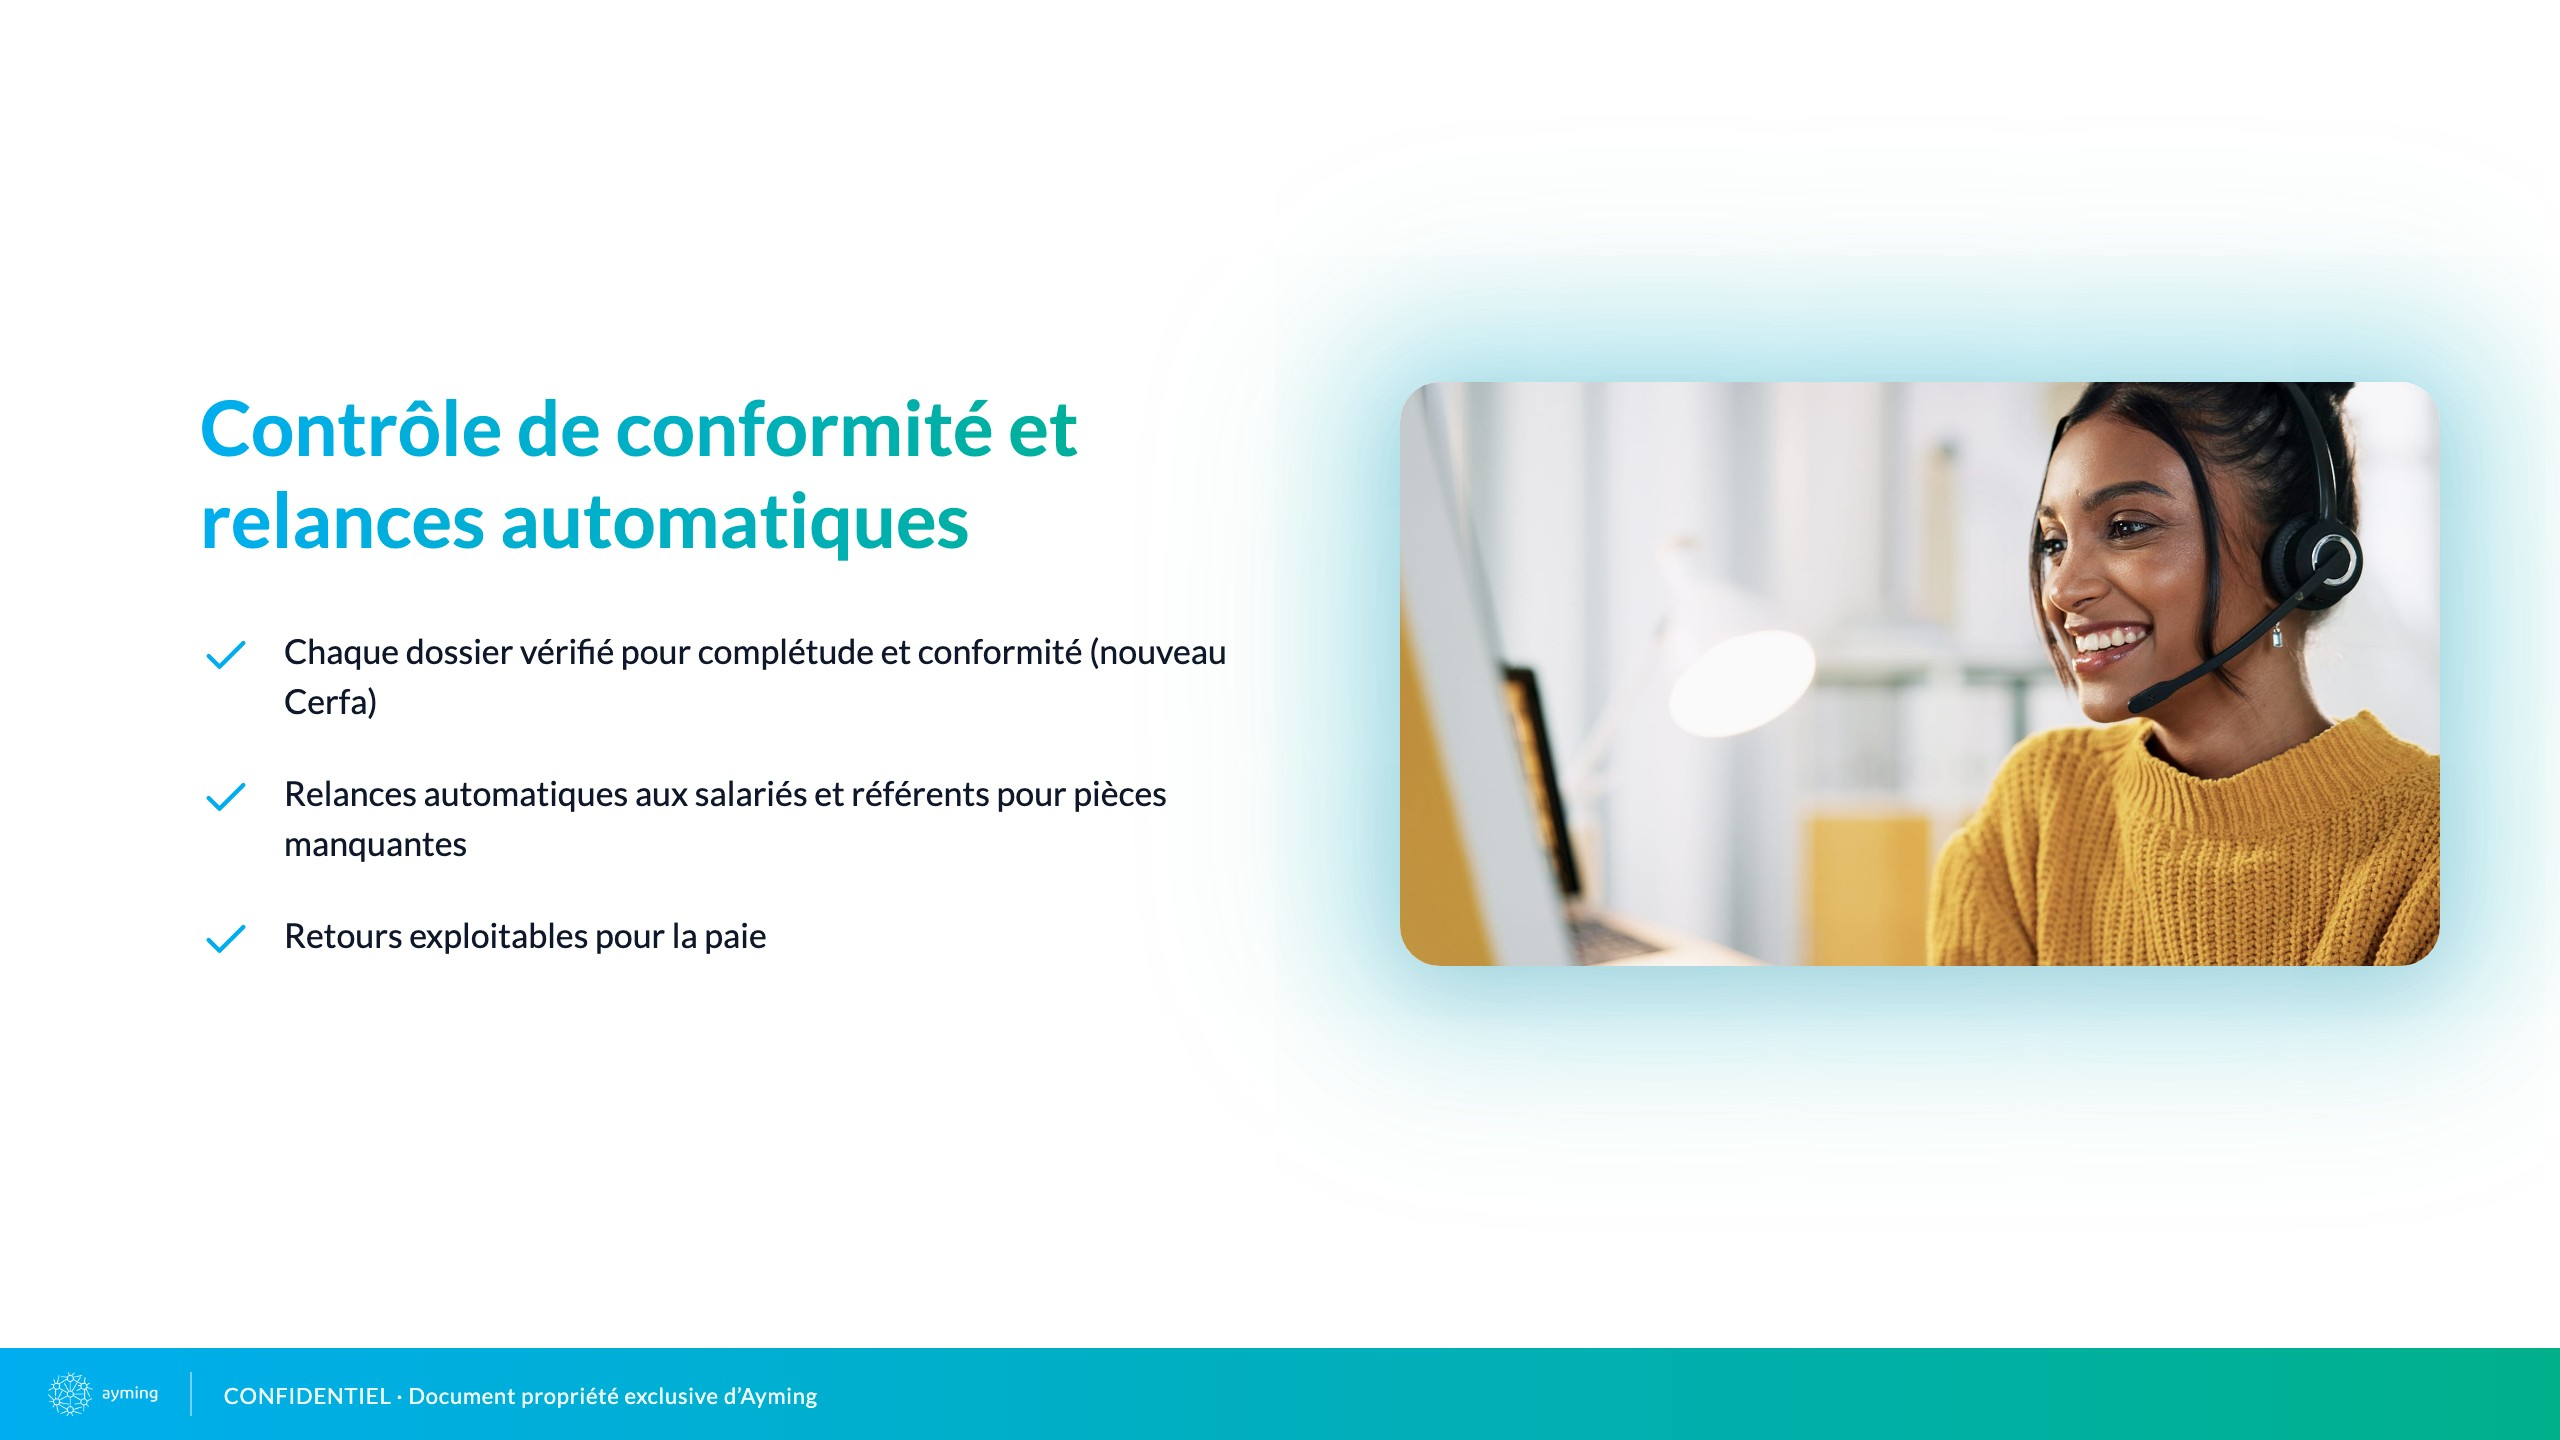 Contrôle de conformité et
relances automatiques
Chaque dossier vérifié pour complétude et conformité (nouveau
Cerfa)
Relances automatiques aux salariés et référents pour pièces
manquantes
Retours exploitables pour la paie
ayming
CONFIDENTIEL · Document propriété exclusive d’Ayming